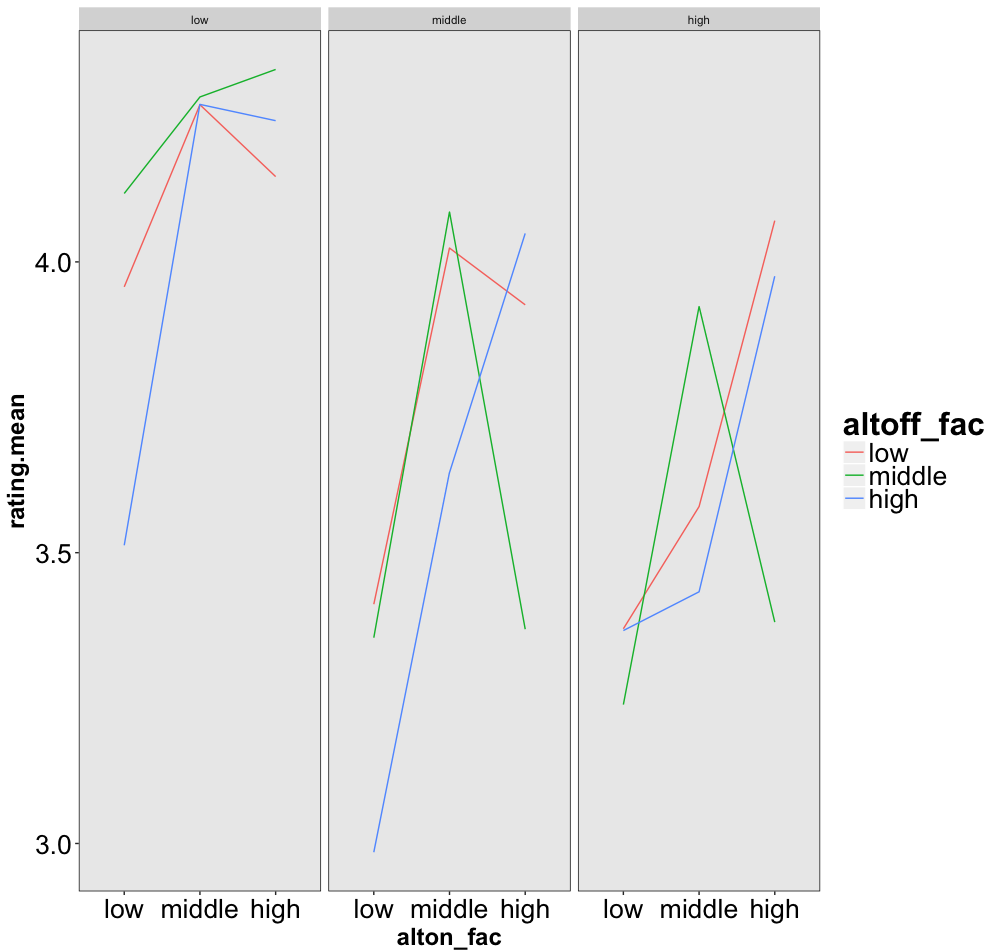 low
middle
high
4.0
3.5
3.0
rating.mean
low middle high
low middle high
low middle high
alton_fac
altoff_fac
low
middle
high